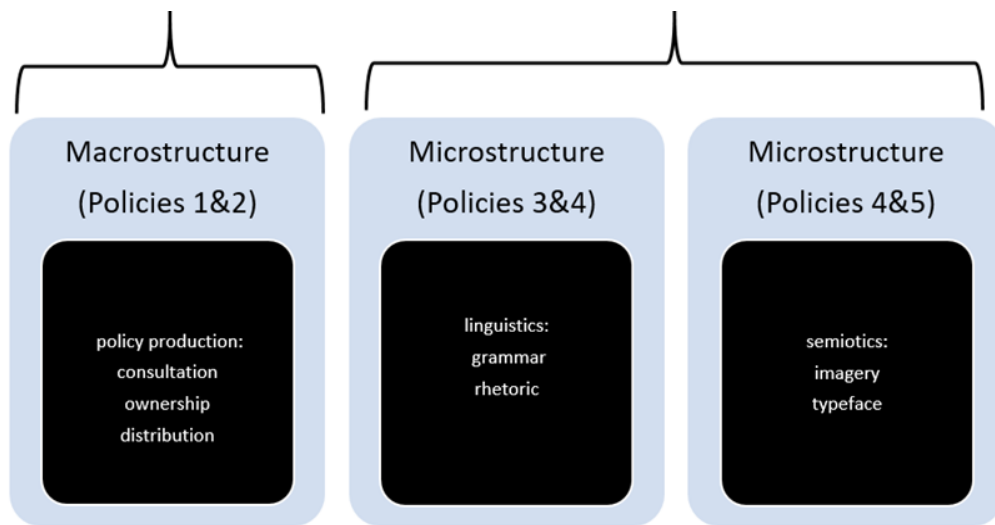 Macrostructure
(Policies 1&2)
policy production:
consultation
ownership
distribution
Microstructure
(Policies 3&4)
linguistics:
grammar
rhetoric
Microstructure
(Policies 4&5)
semiotics:
imagery
typeface